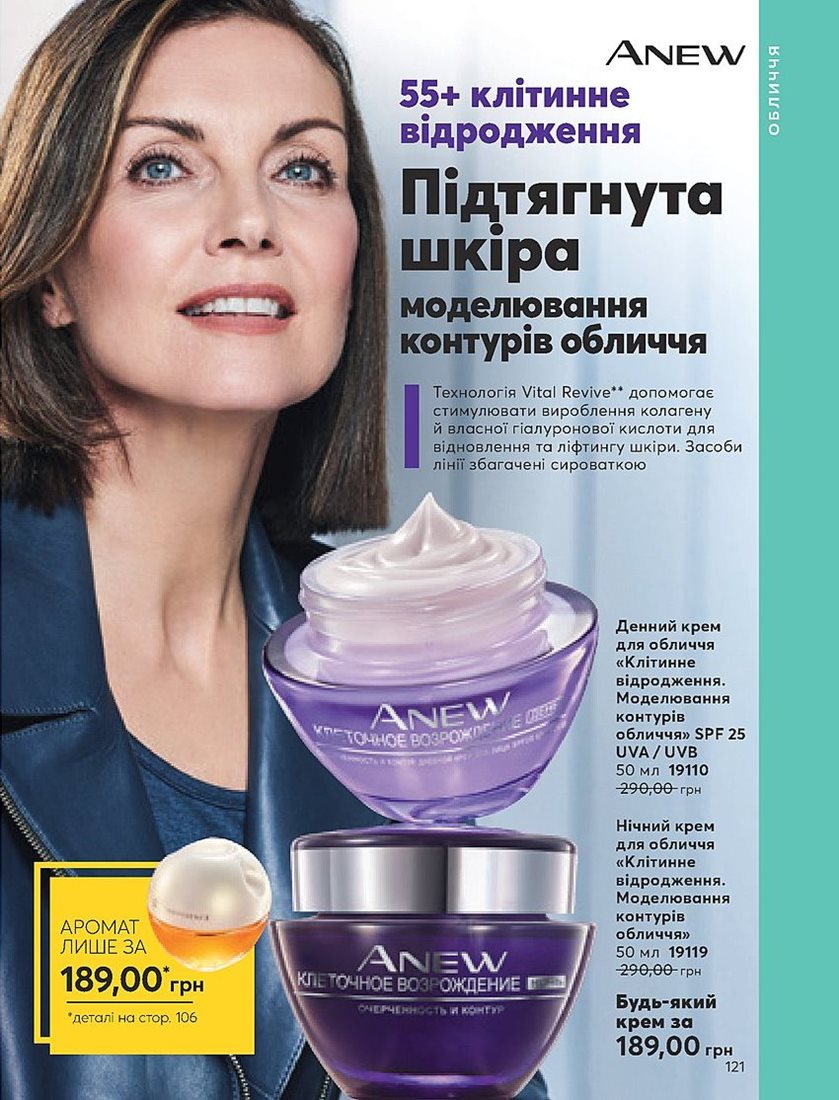 ANEW
ОБЛИЧЧЯ
55+ клітинне
відродження
Підтягнута
шкіра
моделювання
контурів обличчя
Технологія Vital Revive** допомагає
стимулювати вироблення колагену
й власної гіалуронової кислоти для
відновлення та ліфтингу шкіри. Засоби
лінії збагачені сироваткою
ANEW
КЛЕТОЧНОЕ ВОЗРОЖДЕНИЕ
Денний крем
для обличчя
«Клітинне
відродження.
Моделювання
контурів
обличчя» SPF 25
UVA / UVB
50 мл 19110
290,00 грн
Нічний крем
для обличчя
«Клітинне
відродження.
Моделювання
контурів
обличчя»
50 мл 19119
290,00 грн
Будь-який
крем за
189,00 грн
ANEW
КЛЕТОЧНОЕ ВОЗРОЖДЕНИЕ
ОЧЕРЧЕННОСТЬ И КОНТУР
АРОМАТ
ЛИШЕ ЗА
189,00* грн
*деталі на стор. 106
121